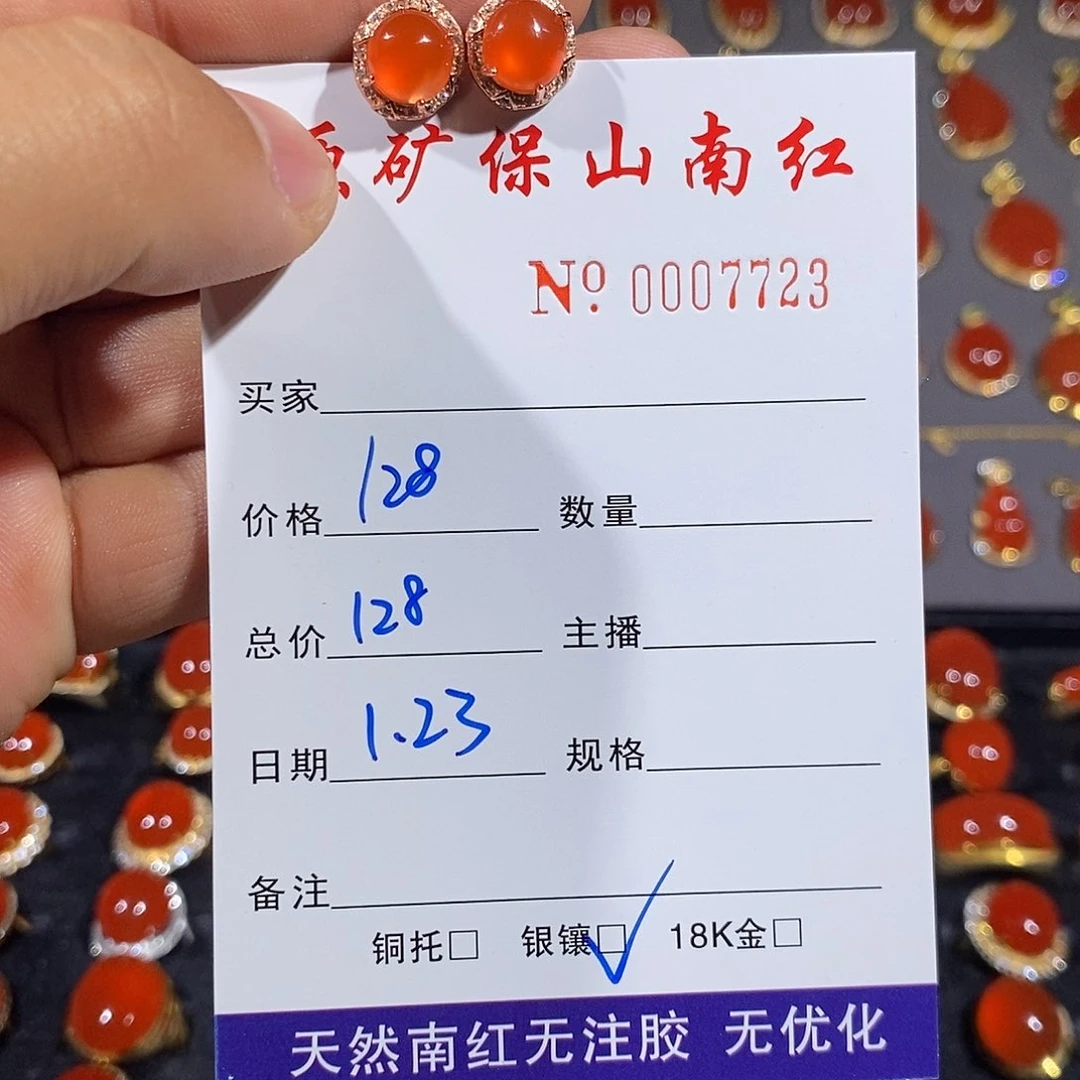 矿保山南红
Nº 0007723
买家
价格 128 数量
总价 128 主播
日期 1.23 规格
备注
铜托□ 银镶□ 18K金□
天然南红无注胶 无优化